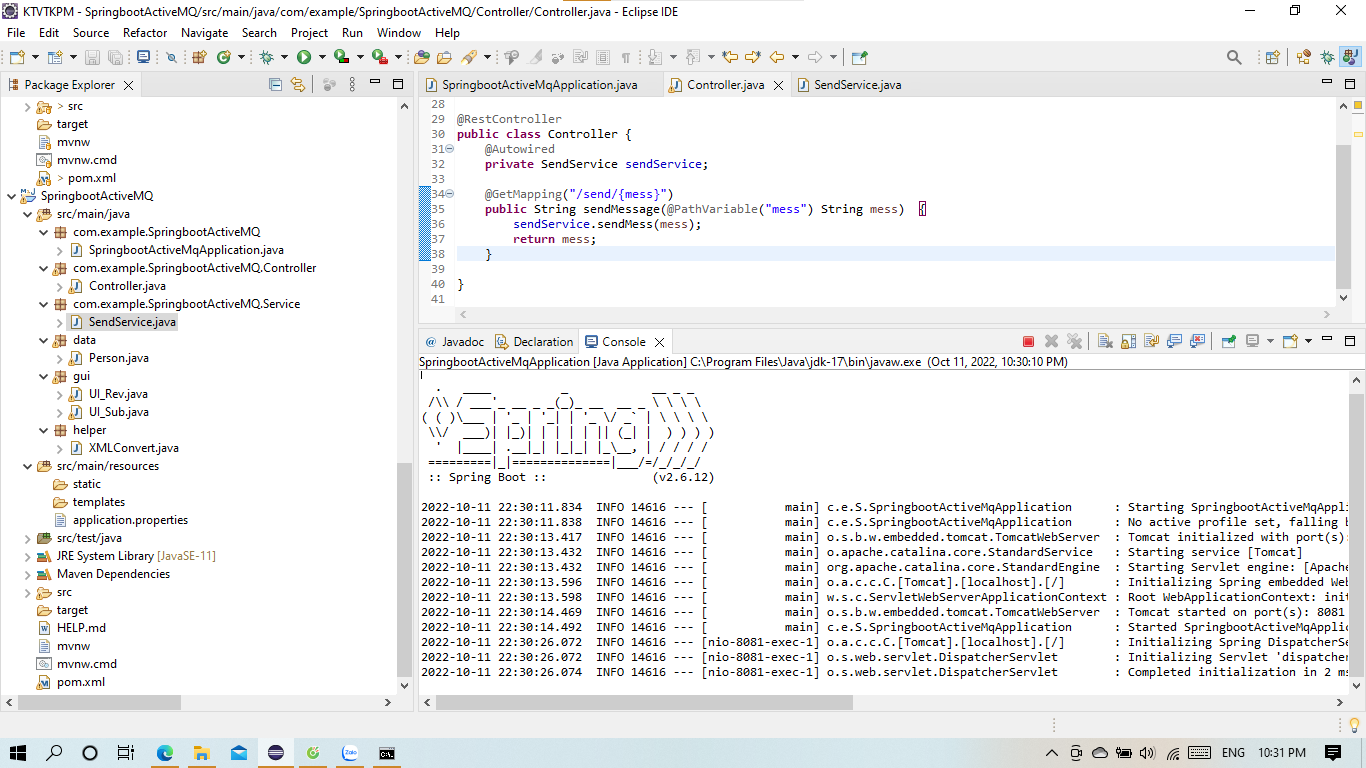 KTVTKPM - SpringbootActiveMQ/src/main/java/com/example/SpringbootActiveMQ/Controller/Controller.java - Eclipse IDE
File Edit Source Refactor Navigate Search Project Run Window Help
Package Explorer
> src
target
mvnw
mvnw.cmd
> pom.xml
SpringbootActiveMQ
src/main/java
com.example.SpringbootActiveMQ
SpringbootActiveMqApplication.java
com.example.SpringbootActiveMQ.Controller
Controller.java
com.example.SpringbootActiveMQ.Service
SendService.java
data
Person.java
gui
UI_Rev.java
UI_Sub.java
helper
XMLConvert.java
src/main/resources
static
templates
application.properties
src/test/java
JRE System Library [JavaSE-11]
Maven Dependencies
src
target
HELP.md
mvnw
mvnw.cmd
pom.xml
SpringbootActiveMqApplication.java Controller.java SendService.java
28
29 @RestController
30 public class Controller {
31 @Autowired
32 private SendService sendService;
33
34 @GetMapping("/send/{mess}")
35 public String sendMessage(@PathVariable("mess") String mess) {
36 sendService.sendMess(mess);
37 return mess;
38 }
39
40 }
41
@ Javadoc Declaration Console
SpringbootActiveMqApplication [Java Application] C:\Program Files\Java\jdk-17\bin\javaw.exe (Oct 11, 2022, 10:30:10 PM)
Spring
:: Spring Boot :: (v2.6.12)
2022-10-11 22:30:11.834 INFO 14616 --- [ main] c.e.S.SpringbootActiveMqApplication : Starting SpringbootActiveMqAppli
2022-10-11 22:30:11.838 INFO 14616 --- [ main] c.e.S.SpringbootActiveMqApplication : No active profile set, falling b
2022-10-11 22:30:13.417 INFO 14616 --- [ main] o.s.b.w.embedded.tomcat.TomcatWebServer : Tomcat initialized with port(s):
2022-10-11 22:30:13.432 INFO 14616 --- [ main] o.apache.catalina.core.StandardService : Starting service [Tomcat]
2022-10-11 22:30:13.432 INFO 14616 --- [ main] org.apache.catalina.core.StandardEngine : Starting Servlet engine: [Apache
2022-10-11 22:30:13.596 INFO 14616 --- [ main] o.a.c.c.C.[Tomcat].[localhost].[/] : Initializing Spring embedded Web
2022-10-11 22:30:13.598 INFO 14616 --- [ main] w.s.c.ServletWebServerApplicationContext : Root WebApplicationContext: init
2022-10-11 22:30:14.469 INFO 14616 --- [ main] o.s.b.w.embedded.tomcat.TomcatWebServer : Tomcat started on port(s): 8081
2022-10-11 22:30:14.492 INFO 14616 --- [ main] c.e.S.SpringbootActiveMqApplication : Started SpringbootActiveMqApplic
2022-10-11 22:30:26.072 INFO 14616 --- [nio-8081-exec-1] o.a.c.c.C.[Tomcat].[localhost].[/] : Initializing Spring DispatcherSe
2022-10-11 22:30:26.072 INFO 14616 --- [nio-8081-exec-1] o.s.web.servlet.DispatcherServlet : Initializing Servlet 'dispatcher
2022-10-11 22:30:26.074 INFO 14616 --- [nio-8081-exec-1] o.s.web.servlet.DispatcherServlet : Completed initialization in 2 ms
Zalo
ENG 10:31 PM